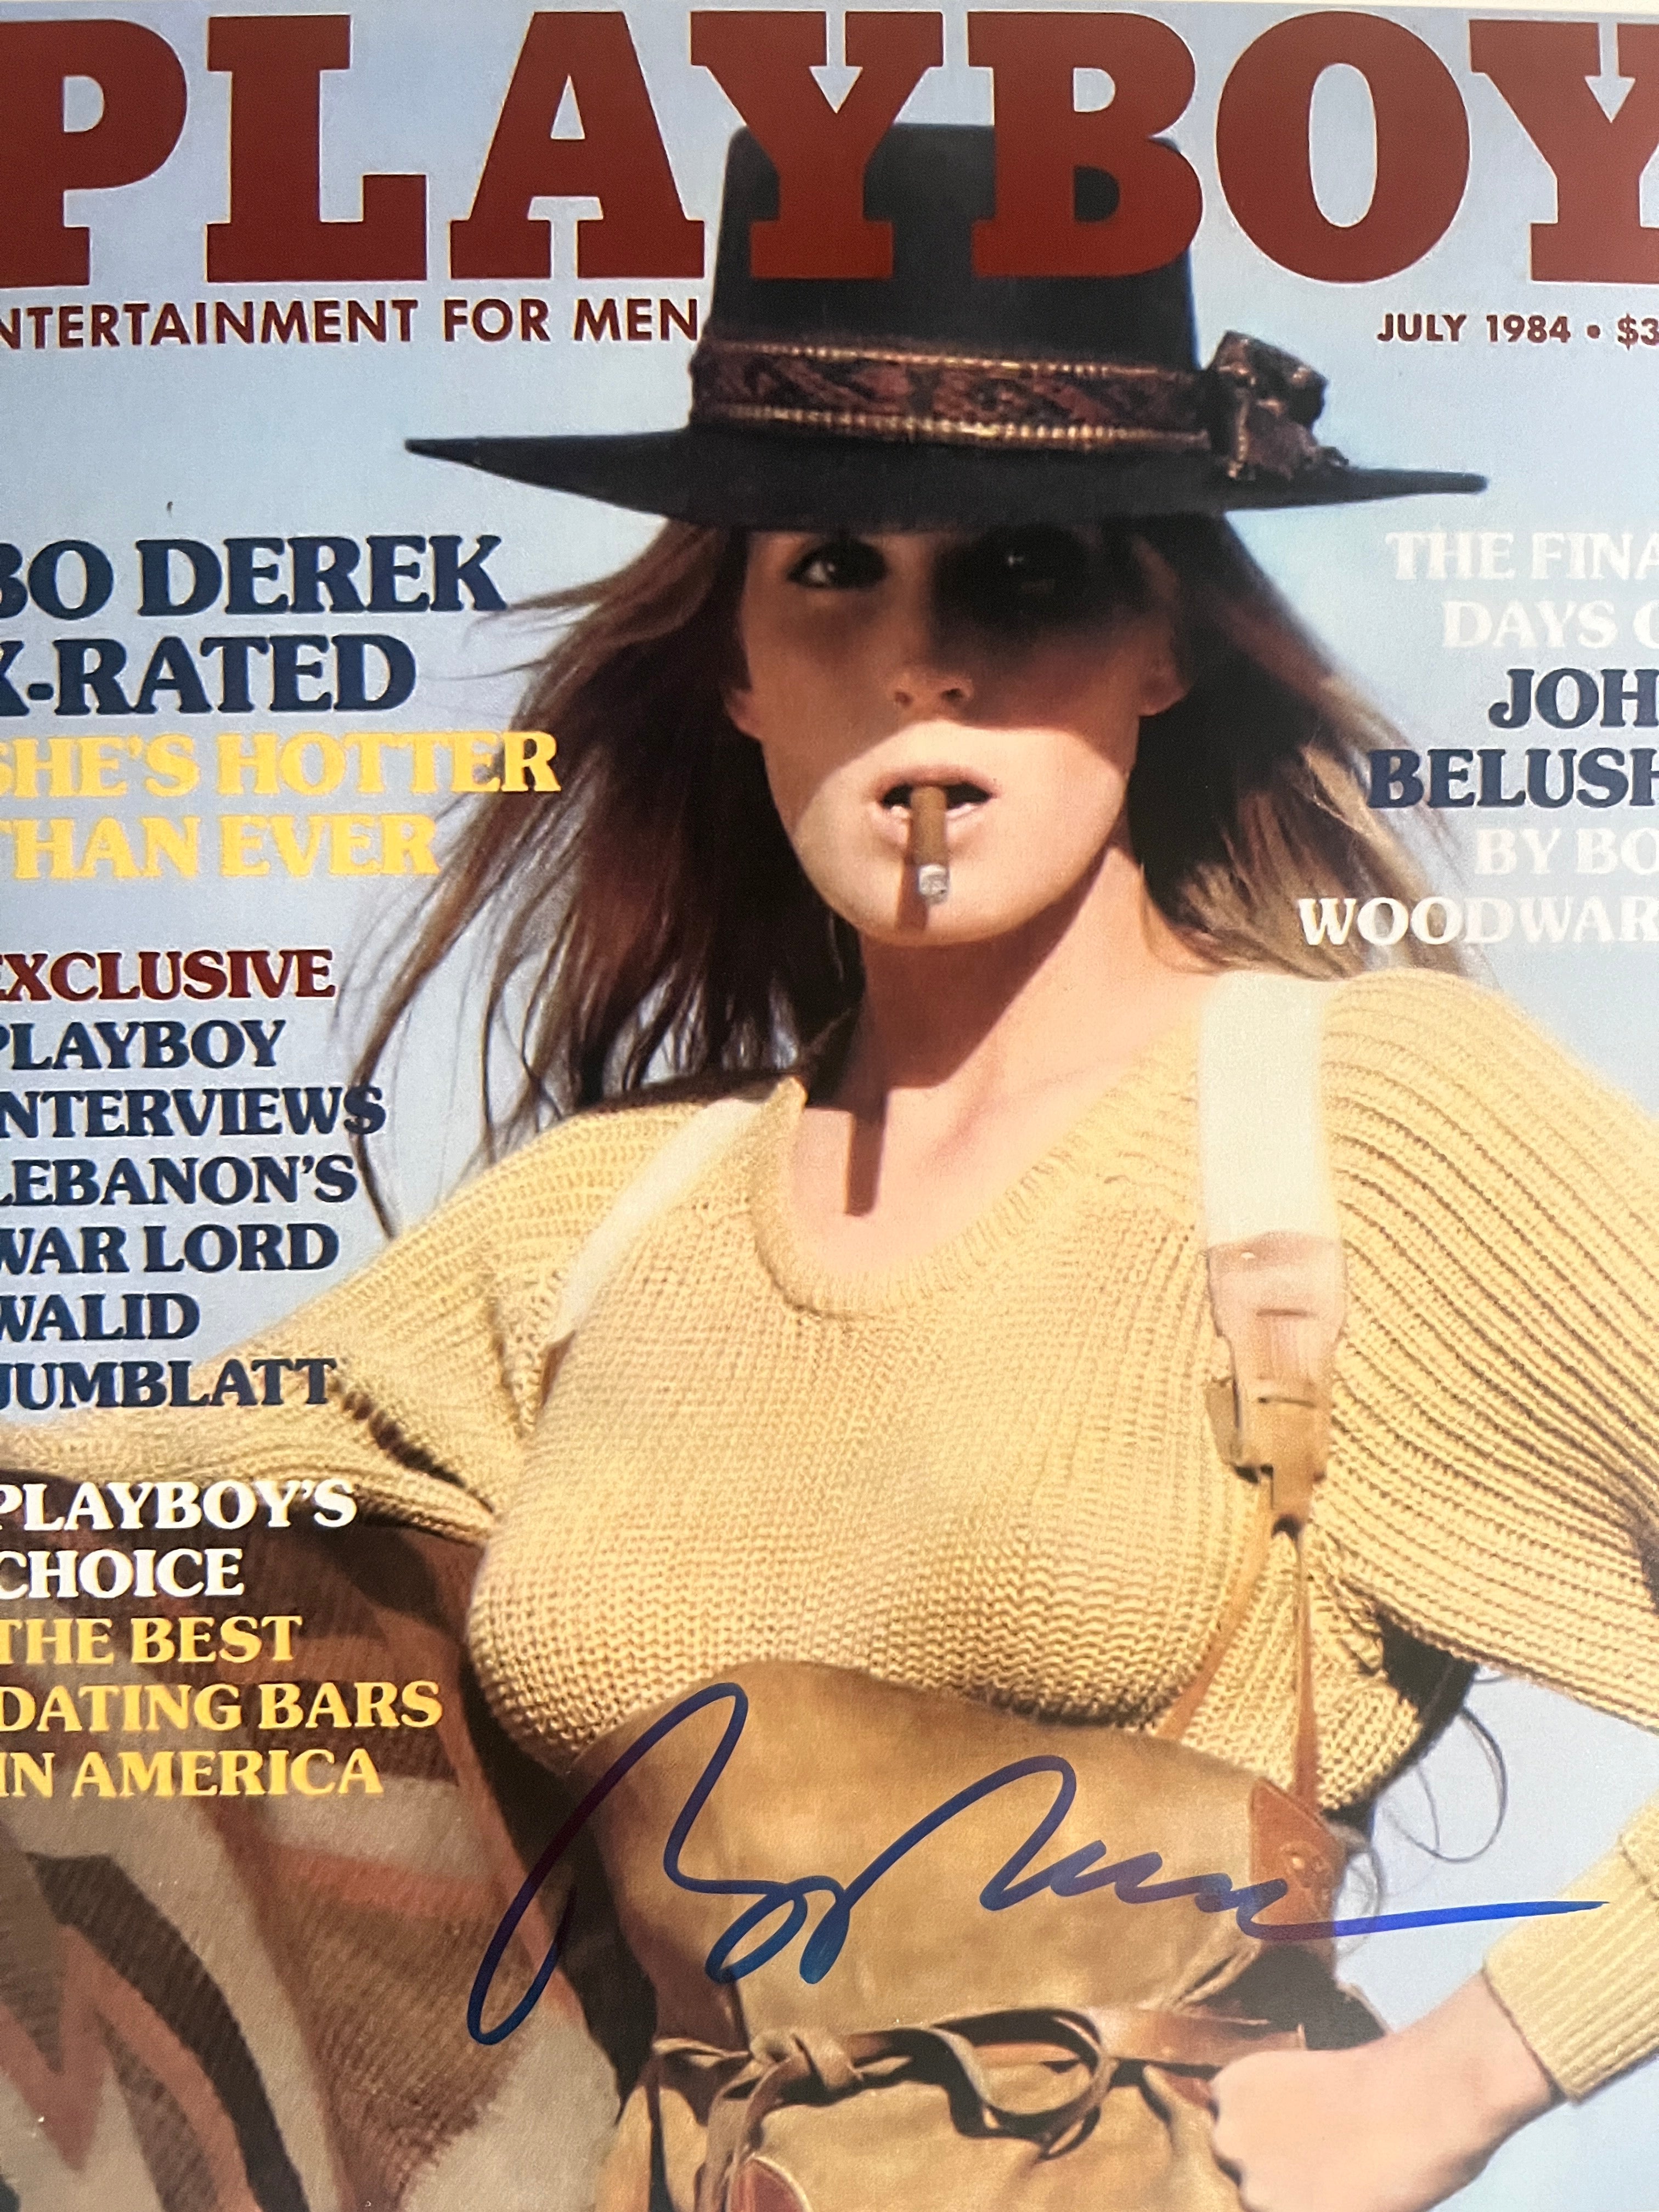 PLAYBOY
NTERTAINMENT FOR MEN
JULY 1984 • $3
BO DEREK
X-RATED
SHE'S HOTTER
THAN EVER
EXCLUSIVE
PLAYBOY
INTERVIEWS
LEBANON'S
WAR LORD
WALID
JUMBLATT
PLAYBOY'S
CHOICE
THE BEST
DATING BARS
IN AMERICA
THE FINA
DAYS O
JOH
BELUSH
BY BO
WOODWAR